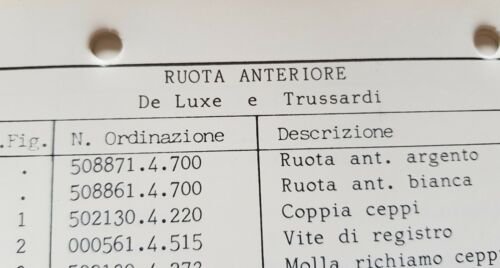 RUOTA ANTERIORE
De Luxe e Trussardi
.Fig. N. Ordinazione Descrizione
. 508871.4.700 Ruota ant. argento
. 508861.4.700 Ruota ant. bianca
1 502130.4.220 Coppia ceppi
2 000561.4.515 Vite di registro
Molla richiamo ceppi